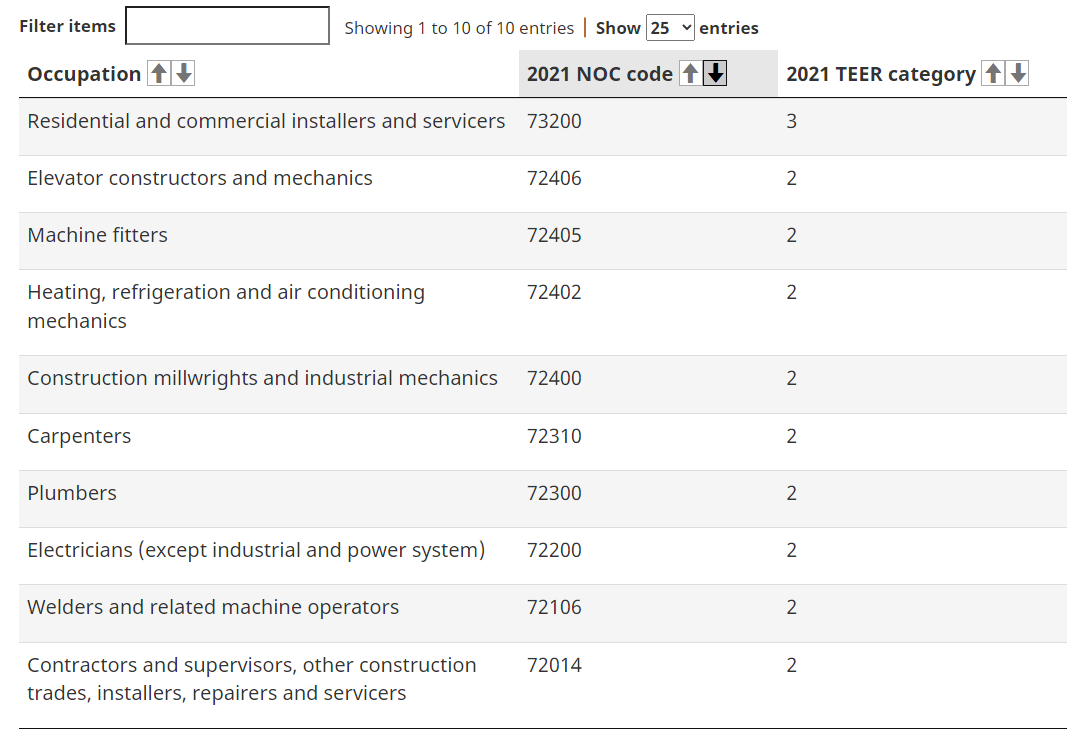 Filter items Showing 1 to 10 of 10 entries | Show 25 entries
Occupation 2021 NOC code 2021 TEER category
Residential and commercial installers and servicers 73200 3
Elevator constructors and mechanics 72406 2
Machine fitters 72405 2
Heating, refrigeration and air conditioning 72402 2
mechanics
Construction millwrights and industrial mechanics 72400 2
Carpenters 72310 2
Plumbers 72300 2
Electricians (except industrial and power system) 72200 2
Welders and related machine operators 72106 2
Contractors and supervisors, other construction 72014 2
trades, installers, repairers and servicers